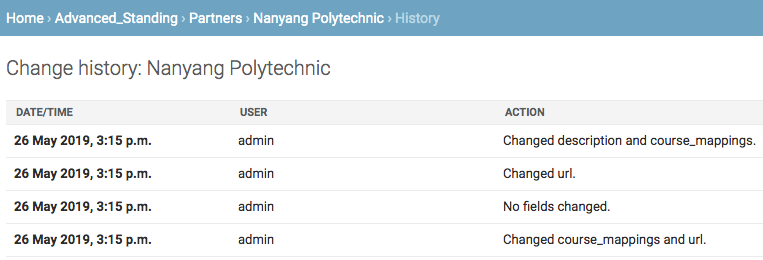 Home › Advanced_Standing › Partners › Nanyang Polytechnic › History
Change history: Nanyang Polytechnic
DATE/TIME USER ACTION
26 May 2019, 3:15 p.m. admin Changed description and course_mappings.
26 May 2019, 3:15 p.m. admin Changed url.
26 May 2019, 3:15 p.m. admin No fields changed.
26 May 2019, 3:15 p.m. admin Changed course_mappings and url.